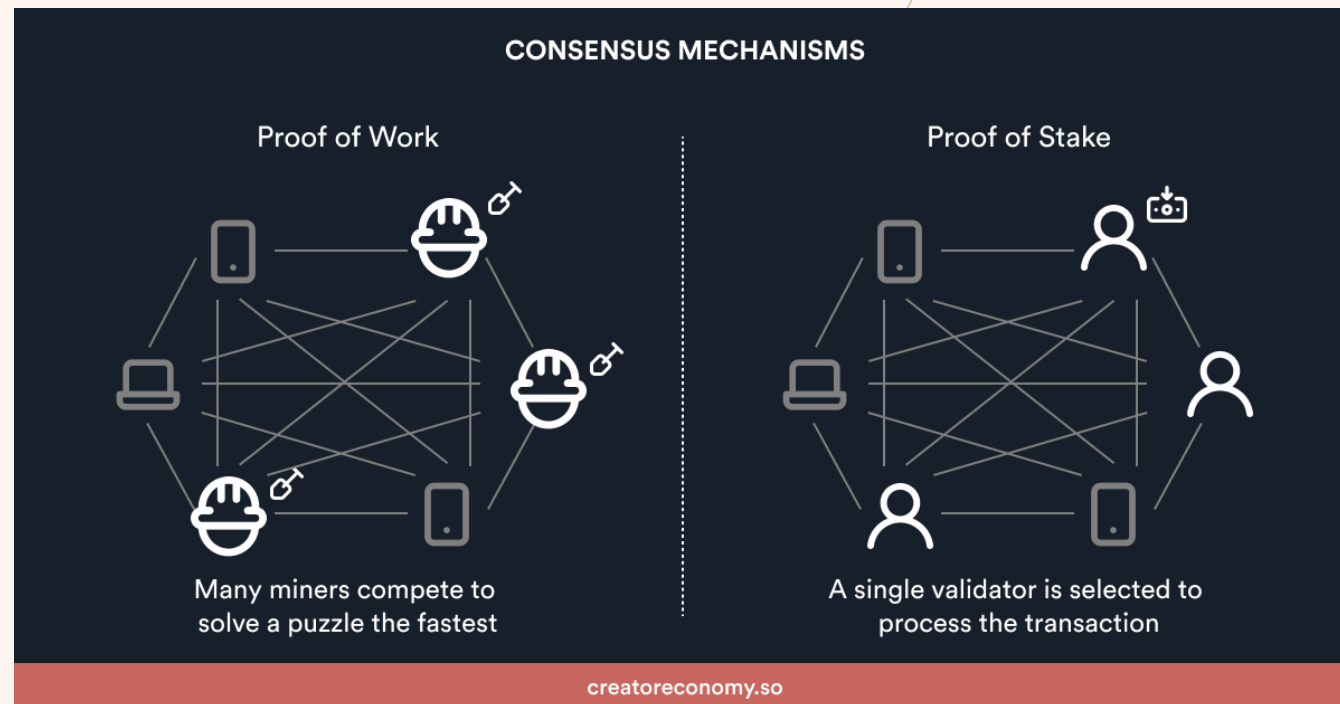 CONSENSUS MECHANISMS
Proof of Work
Many miners compete to
solve a puzzle the fastest
Proof of Stake
A single validator is selected to
process the transaction
creatoreconomy.so